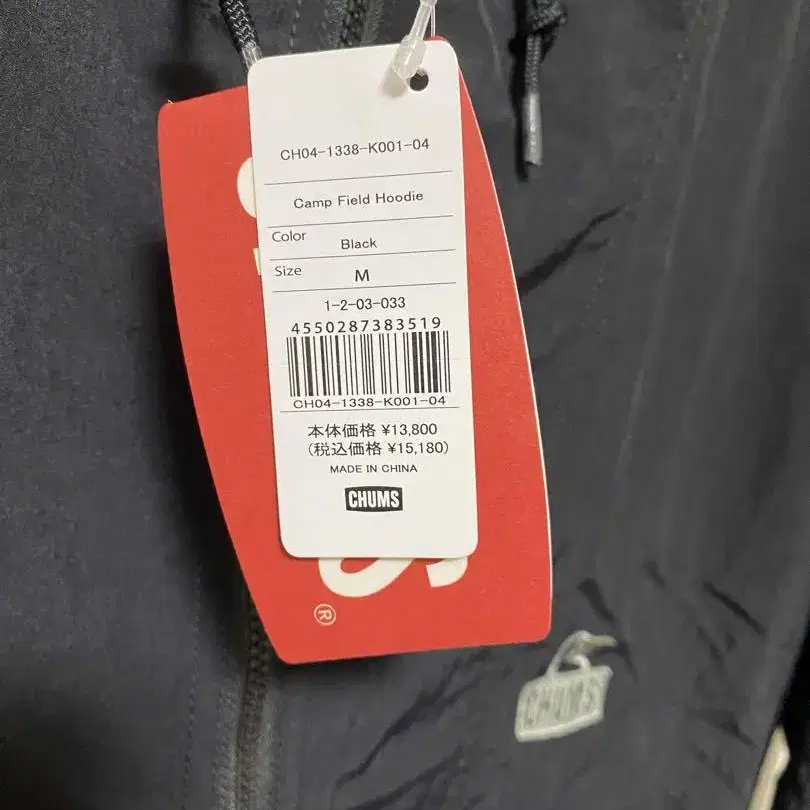 CH04-1338-K001-04
Camp Field Hoodie
Color Black
Size M
1-2-03-033
4550287383519
CH04-1338-K001-04
本体価格 ¥13,800
(税込価格 ¥15,180)
MADE IN CHINA
CHUMS
S
®
CHUMS